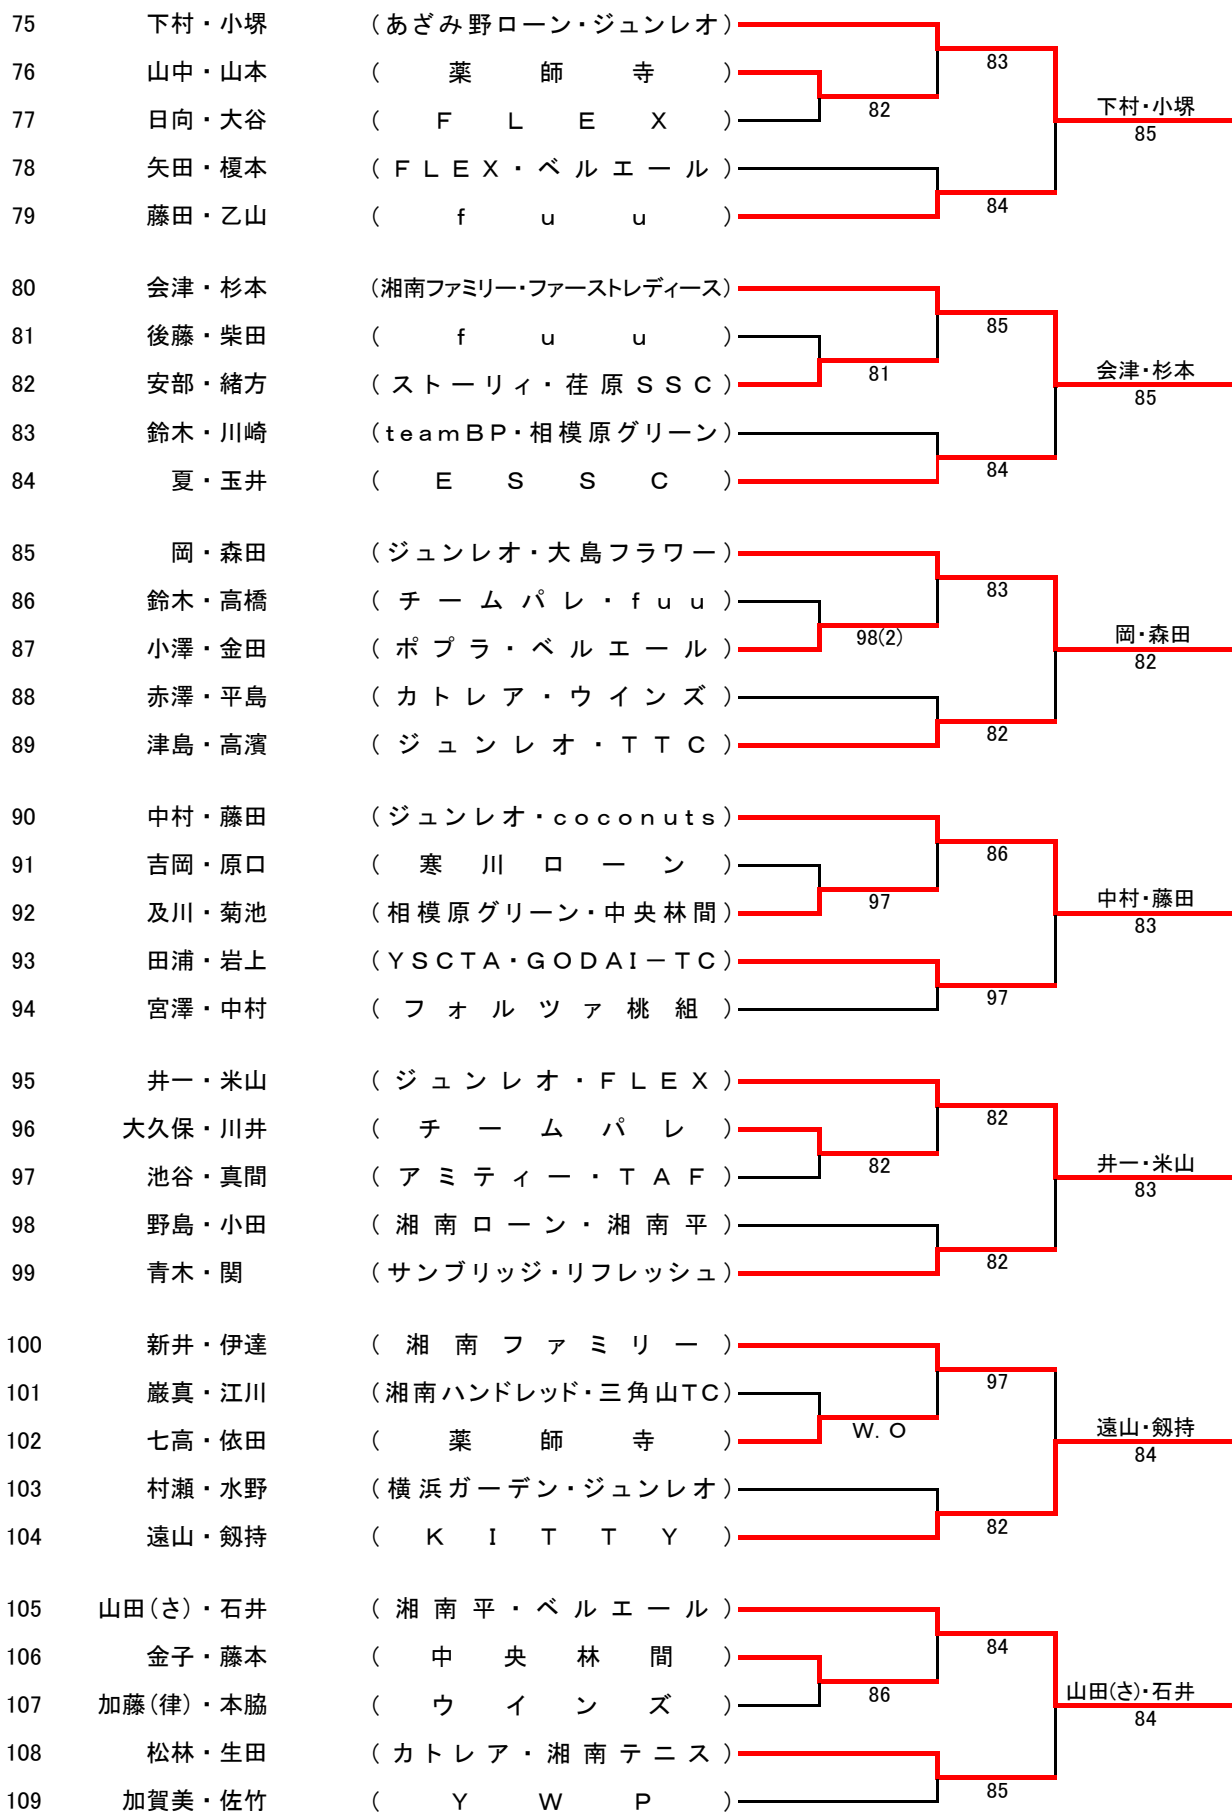 75 下村・小堺 (あざみ野ローン・ジュンレオ)
83
76 山中・山本 (薬師寺)
82 下村・小堺
77 日向・大谷 (FLEX)
85
78 矢田・榎本 (FLEX・ベルエール)
84
79 藤田・乙山 (fuu)
80 会津・杉本 (湘南ファミリー・ファーストレディース)
85
81 後藤・柴田 (fuu)
81 会津・杉本
82 安部・緒方 (ストーリィ・荏原SSC)
85
83 鈴木・川崎 (teamBP・相模原グリーン)
84
84 夏・玉井 (ESSC)
85 岡・森田 (ジュンレオ・大島フラワー)
83
86 鈴木・高橋 (チームパレ・fuu)
98(2) 岡・森田
87 小澤・金田 (ポプラ・ベルエール)
82
88 赤澤・平島 (カトレア・ウインズ)
82
89 津島・高濱 (ジュンレオ・TTC)
90 中村・藤田 (ジュンレオ・coconuts)
86
91 吉岡・原口 (寒川ローン)
97 中村・藤田
92 及川・菊池 (相模原グリーン・中央林間)
83
93 田浦・岩上 (YSCTA・GODAI－TC)
97
94 宮澤・中村 (フォルツァ桃組)
95 井一・米山 (ジュンレオ・FLEX)
82
96 大久保・川井 (チームパレ)
82 井一・米山
97 池谷・真間 (アミティー・TAF)
83
98 野島・小田 (湘南ローン・湘南平)
82
99 青木・関 (サンブリッジ・リフレッシュ)
100 新井・伊達 (湘南ファミリー)
97
101 巌真・江川 (湘南ハンドレッド・三角山TC)
W.O 遠山・剱持
102 七高・依田 (薬師寺)
84
103 村瀬・水野 (横浜ガーデン・ジュンレオ)
82
104 遠山・剱持 (KITTY)
105 山田(さ)・石井 (湘南平・ベルエール)
84
106 金子・藤本 (中央林間)
86 山田(さ)・石井
107 加藤(律)・本脇 (ウインズ)
84
108 松林・生田 (カトレア・湘南テニス)
85
109 加賀美・佐竹 (YWP)